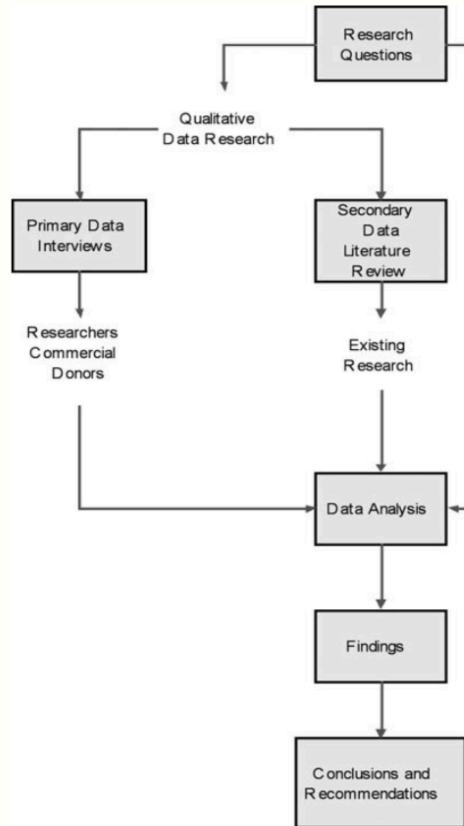 Research
Questions
Qualitative
Data Research
Primary Data
Interviews
Secondary
Data
Literature
Review
Researchers
Commercial
Donors
Existing
Research
Data Analysis
Findings
Conclusions and
Recommendations